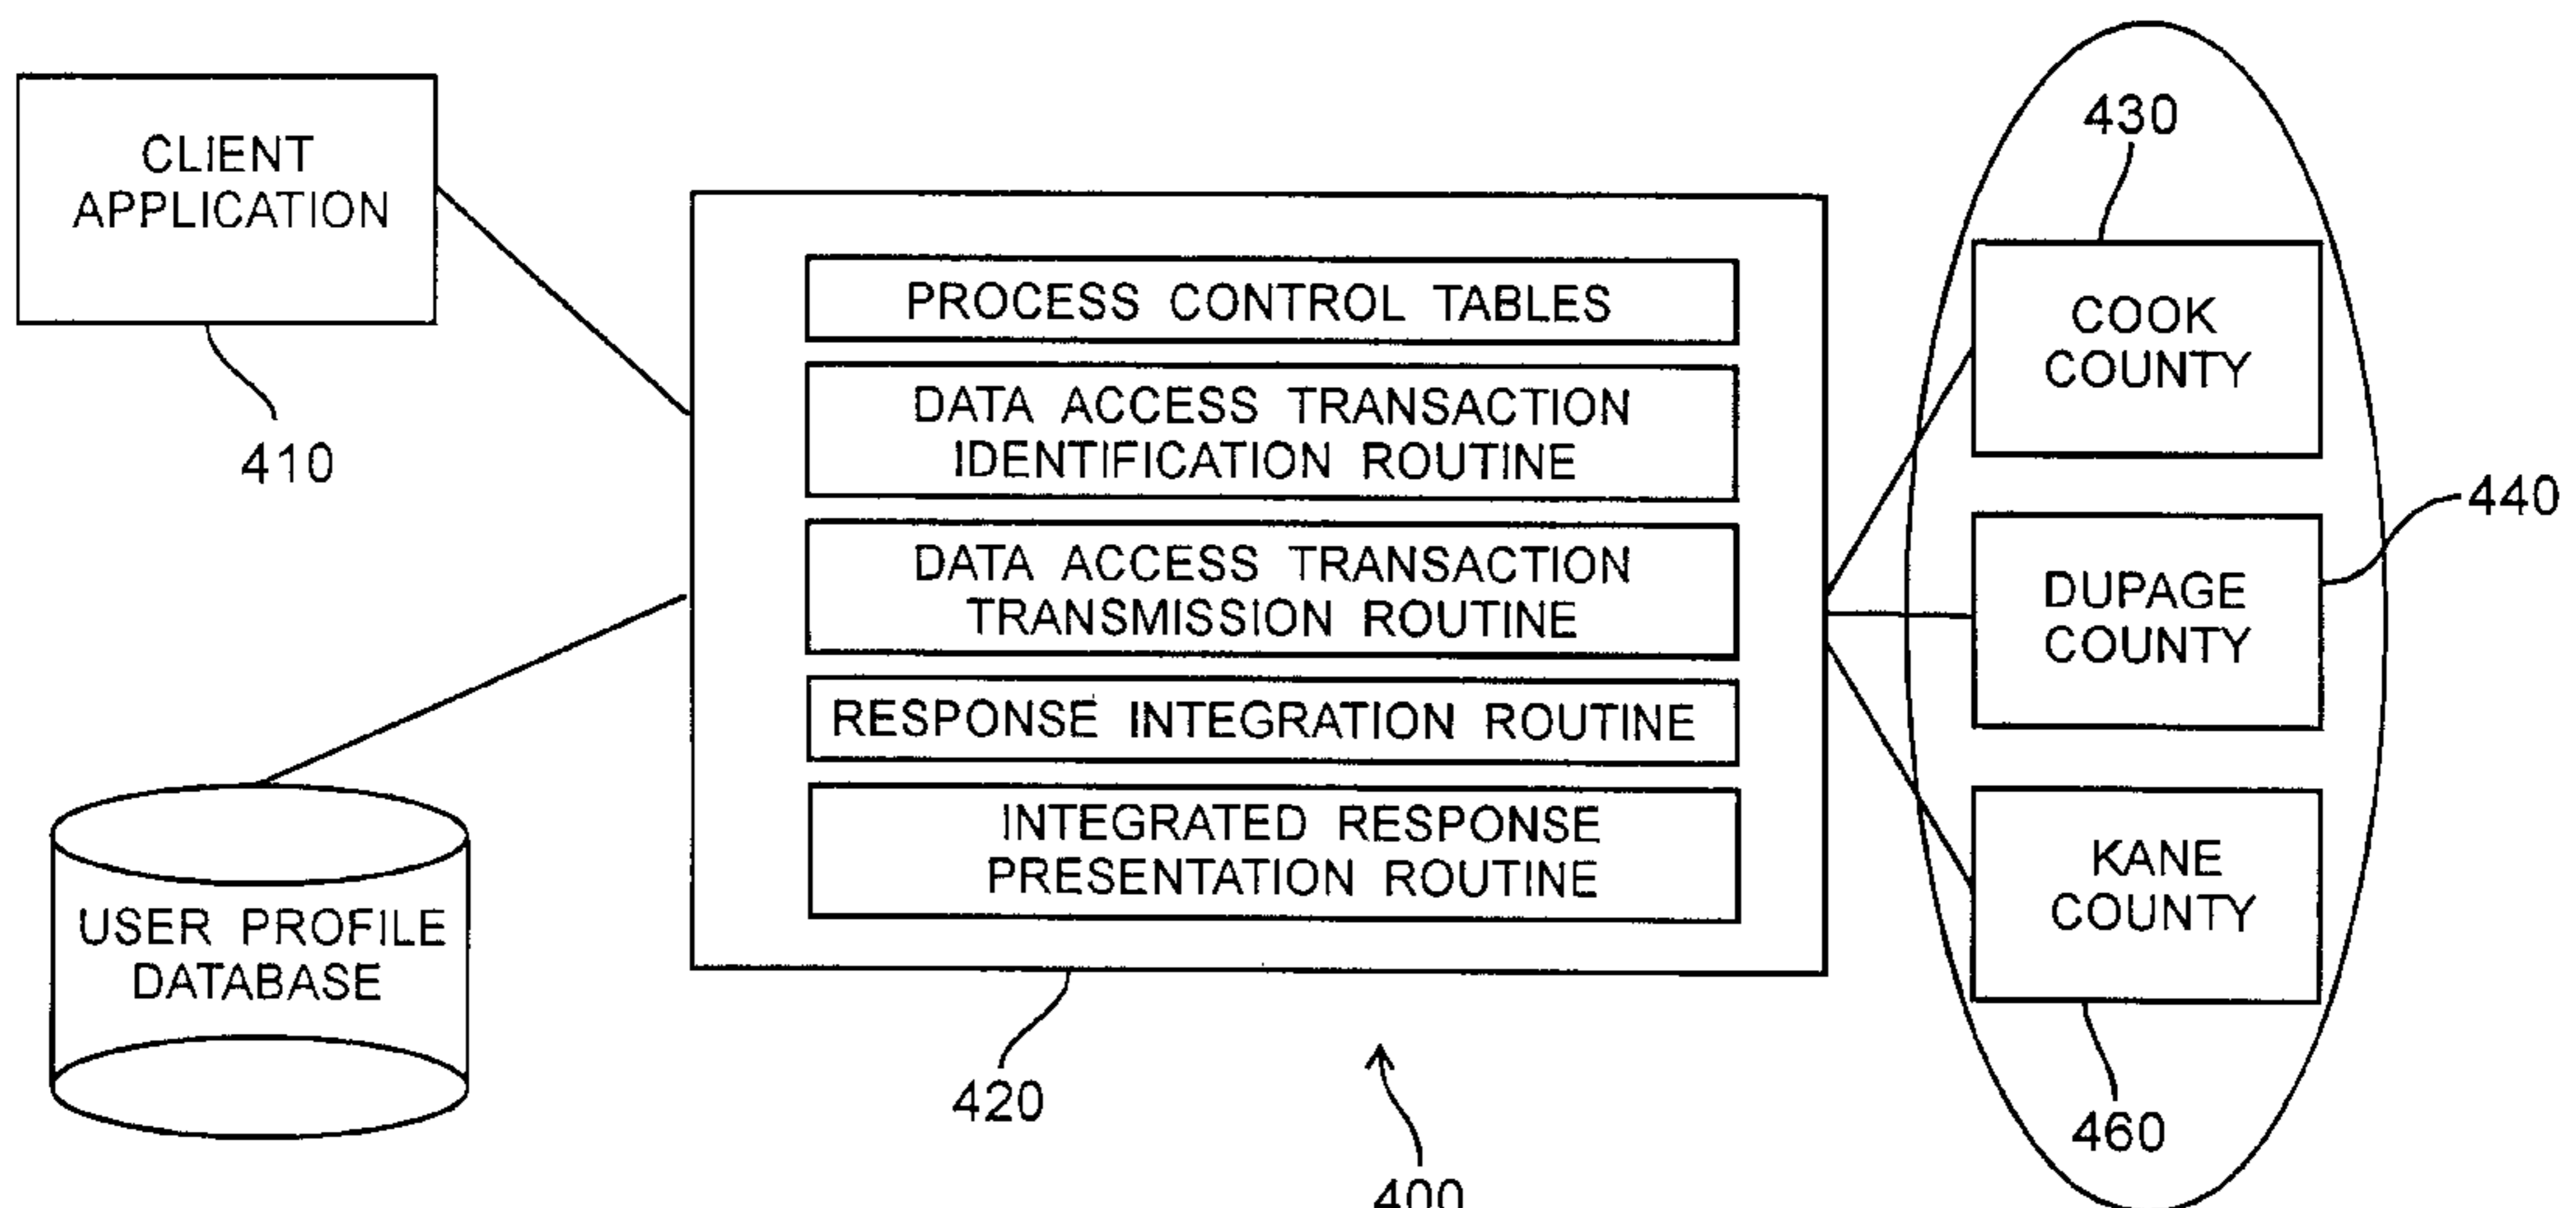 CLIENT
APPLICATION
410
USER PROFILE
DATABASE
PROCESS CONTROL TABLES
DATA ACCESS TRANSACTION
IDENTIFICATION ROUTINE
DATA ACCESS TRANSACTION
TRANSMISSION ROUTINE
RESPONSE INTEGRATION ROUTINE
INTEGRATED RESPONSE
PRESENTATION ROUTINE
420
400
430
COOK
COUNTY
440
DUPAGE
COUNTY
KANE
COUNTY
460